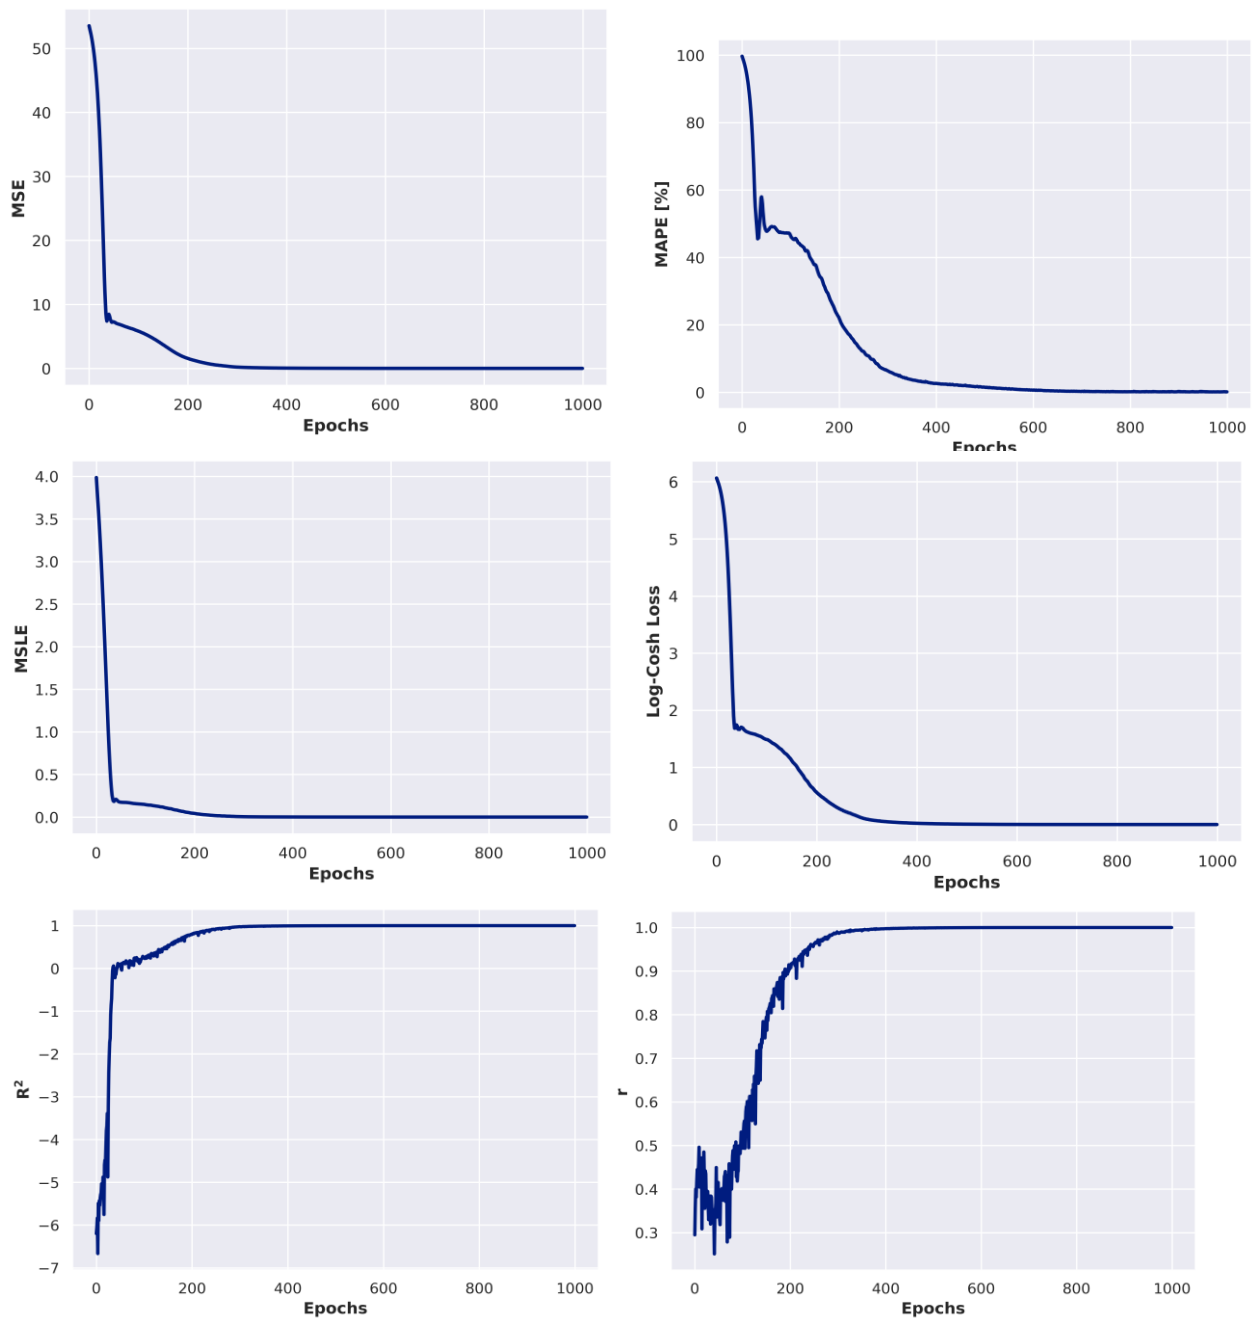 50
40
30
20
10
0
MSE
0 200 400 600 800 1000
Epochs
100
80
60
40
20
0
MAPE [%]
0 200 400 600 800 1000
Epochs
4.0
3.5
3.0
2.5
2.0
1.5
1.0
0.5
0.0
MSLE
0 200 400 600 800 1000
Epochs
6
5
4
3
2
1
0
Log-Cosh Loss
0 200 400 600 800 1000
Epochs
1
0
−1
−2
−3
−4
−5
−6
−7
R²
0 200 400 600 800 1000
Epochs
1.0
0.9
0.8
0.7
0.6
0.5
0.4
0.3
r
0 200 400 600 800 1000
Epochs